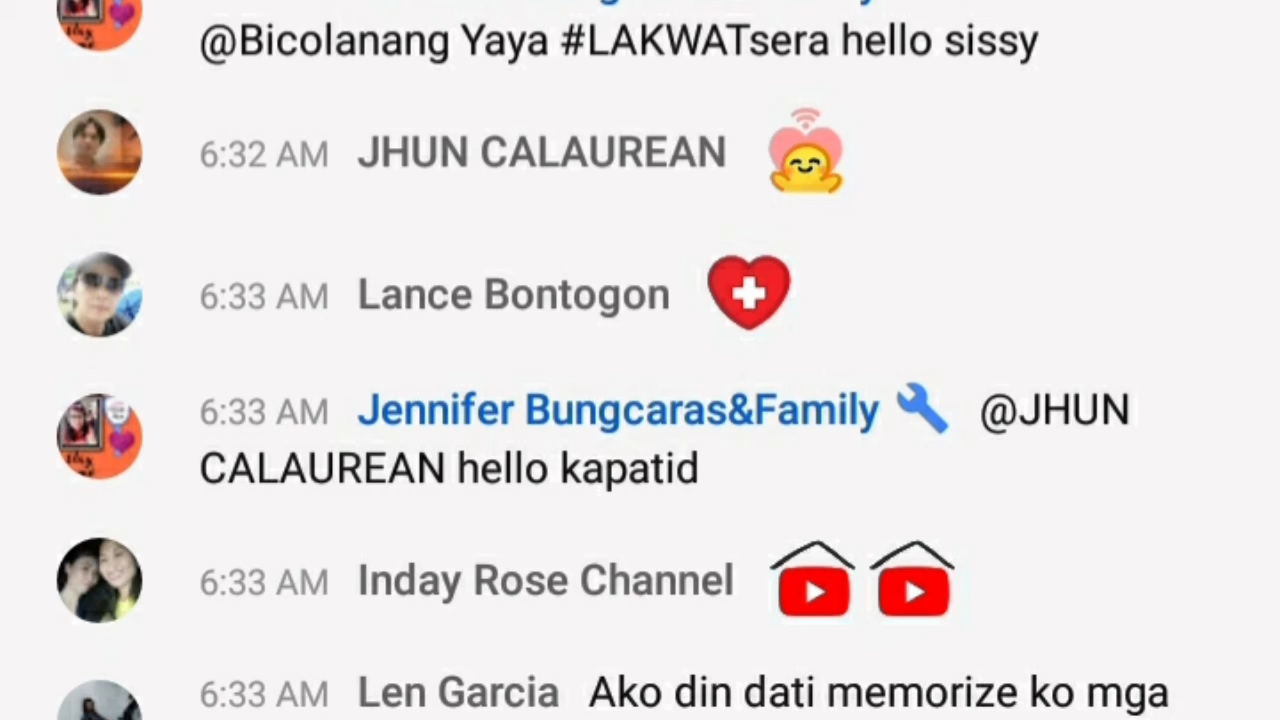 @Bicolanang Yaya #LAKWATsera hello sissy
6:32 AM JHUN CALAUREAN
6:33 AM Lance Bontogon
6:33 AM Jennifer Bungcaras&Family @JHUN
CALAUREAN hello kapatid
6:33 AM Inday Rose Channel
6:33 AM Len Garcia Ako din dati memorize ko mga